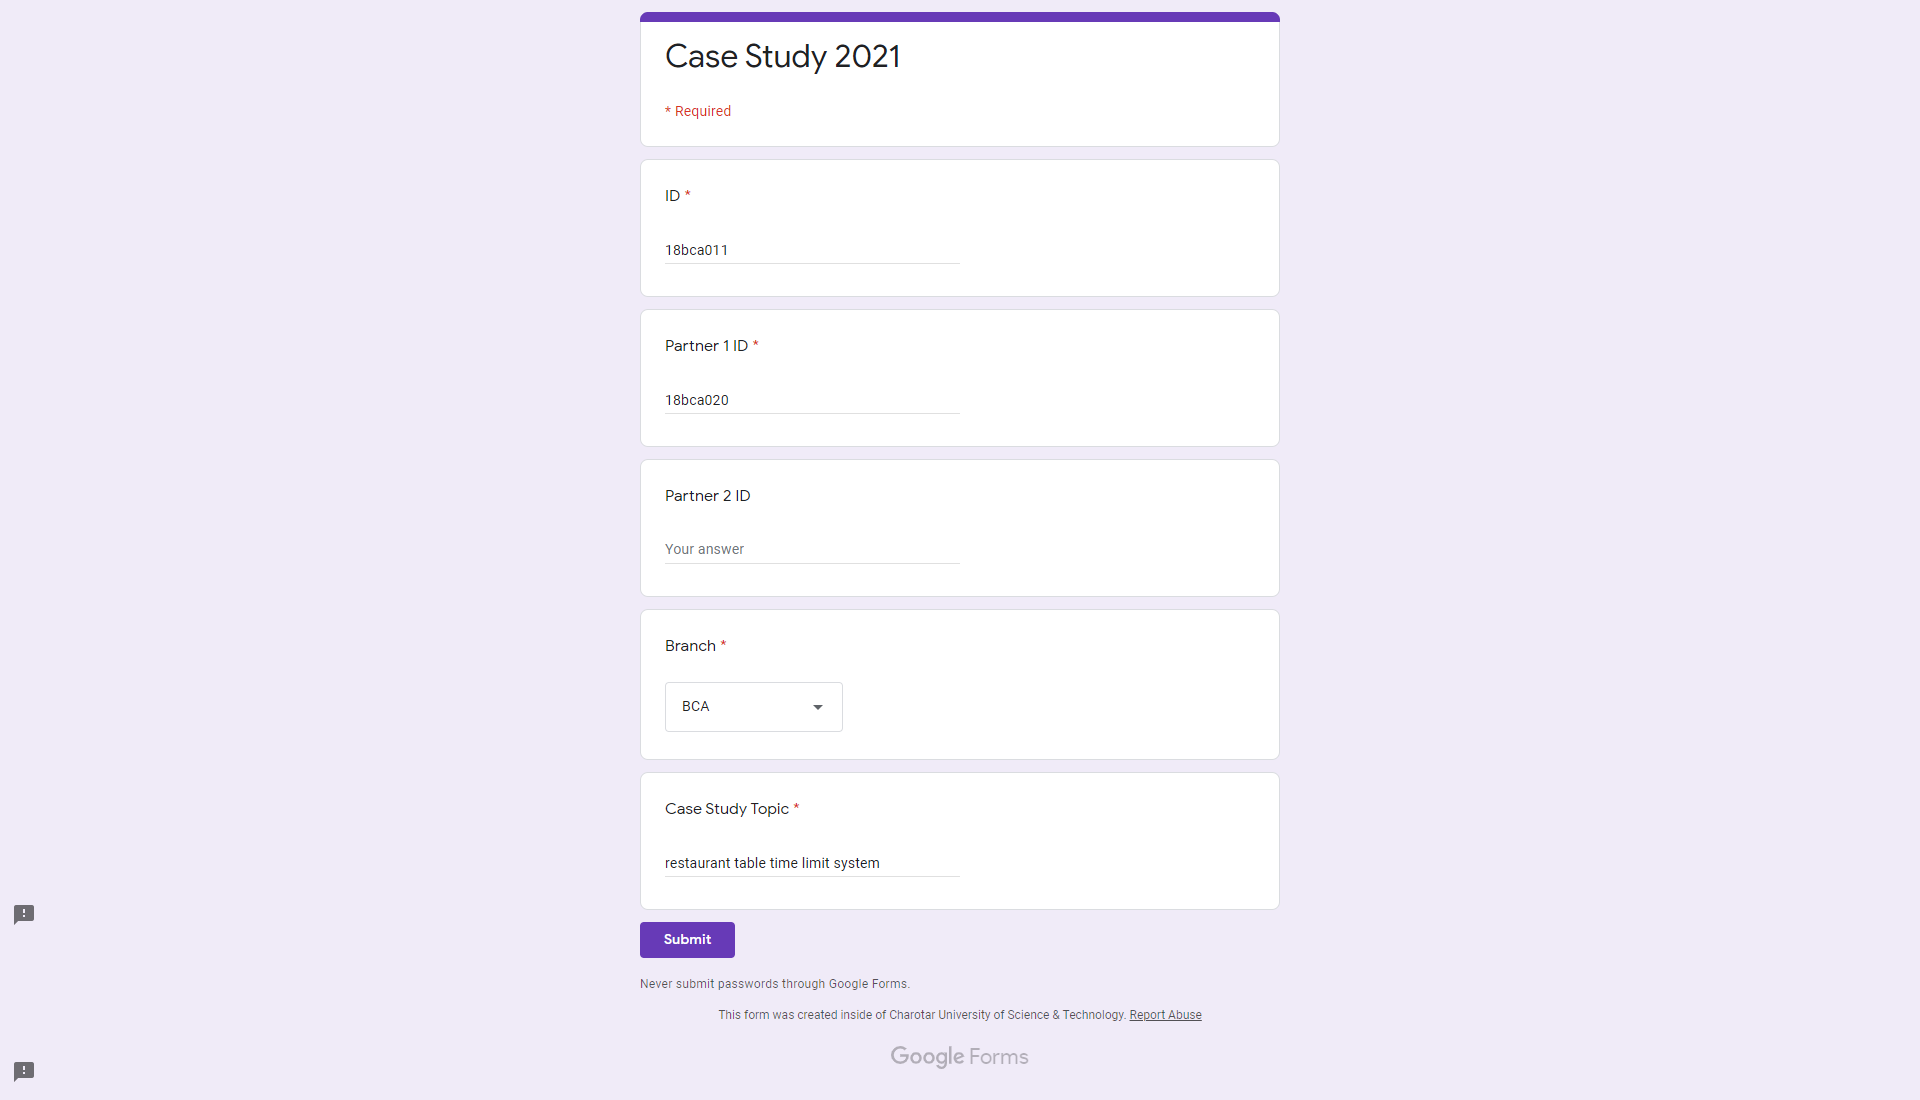 Case Study 2021
* Required
ID *
18bca011
Partner 1 ID *
18bca020
Partner 2 ID
Your answer
Branch *
BCA
Case Study Topic *
restaurant table time limit system
Submit
Never submit passwords through Google Forms.
This form was created inside of Charotar University of Science & Technology. Report Abuse
Google Forms